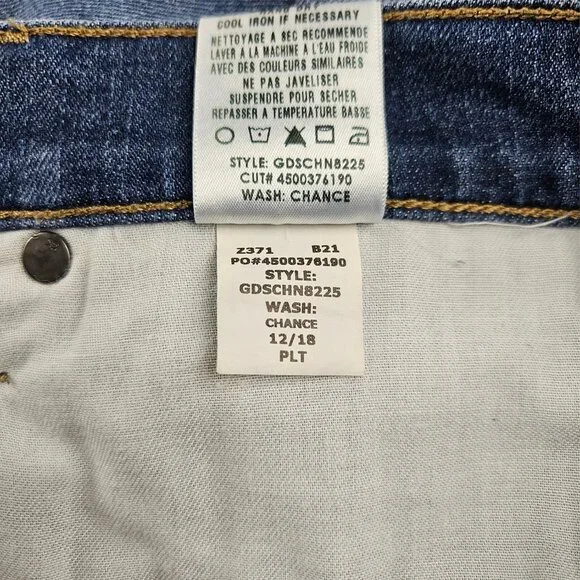 COOL IRON IF NECESSARY
NETTOYAGE A SEC RECOMMENDE
LAVER A LA MACHINE A L'EAU FROIDE
AVEC DES COULEURS SIMILAIRES
NE PAS JAVELISER
SUSPENDRE POUR SECHER
REPASSER A TEMPERATURE BASSE
STYLE: GDSCHN8225
CUT# 4500376190
WASH: CHANCE
Z371 B21
PO#4500376190
STYLE:
GDSCHN8225
WASH:
CHANCE
12/18
PLT